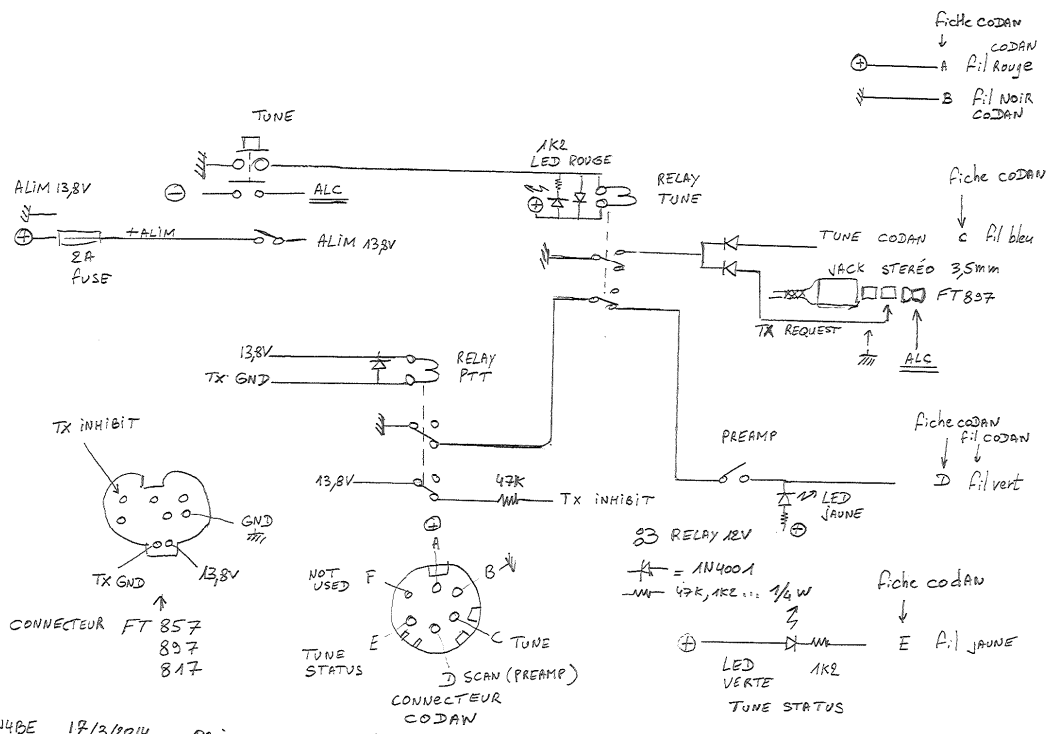 fiche CODAN
CODAN
+ A fil Rouge
B fil NOIR
CODAN
TUNE
1K2
LED ROUGE
RELAY
TUNE
ALiM 13,8V
- ALC
+
+ +ALiM
ALiM 13,8V
2A
fuSE
fiche CODAN
TUNE CODAN C fil bleu
JACK STERÉO 3,5mm
FT897
TX REQUEST
ALC
13,8V
TX GND
RELAY
PTT
TX iNHiBiT
13,8V
47K
TX iNHiBiT
PREAMP
fiche CODAN
fil CODAN
D fil vert
LED
JAUNE
+
GND
TX GND
13,8V
CONNECTEUR FT 857
897
817
+
A
B
NOT
USED
F
E
C TUNE
TUNE
STATUS
D SCAN (PREAMP)
CONNECTEUR
CODAN
RELAY 12V
= 1N4001
47K, 1K2 ... 1/4 W
fiche codan
+ E fil JAUNE
LED
VERTE
1K2
TUNE STATUS
17/3/2014